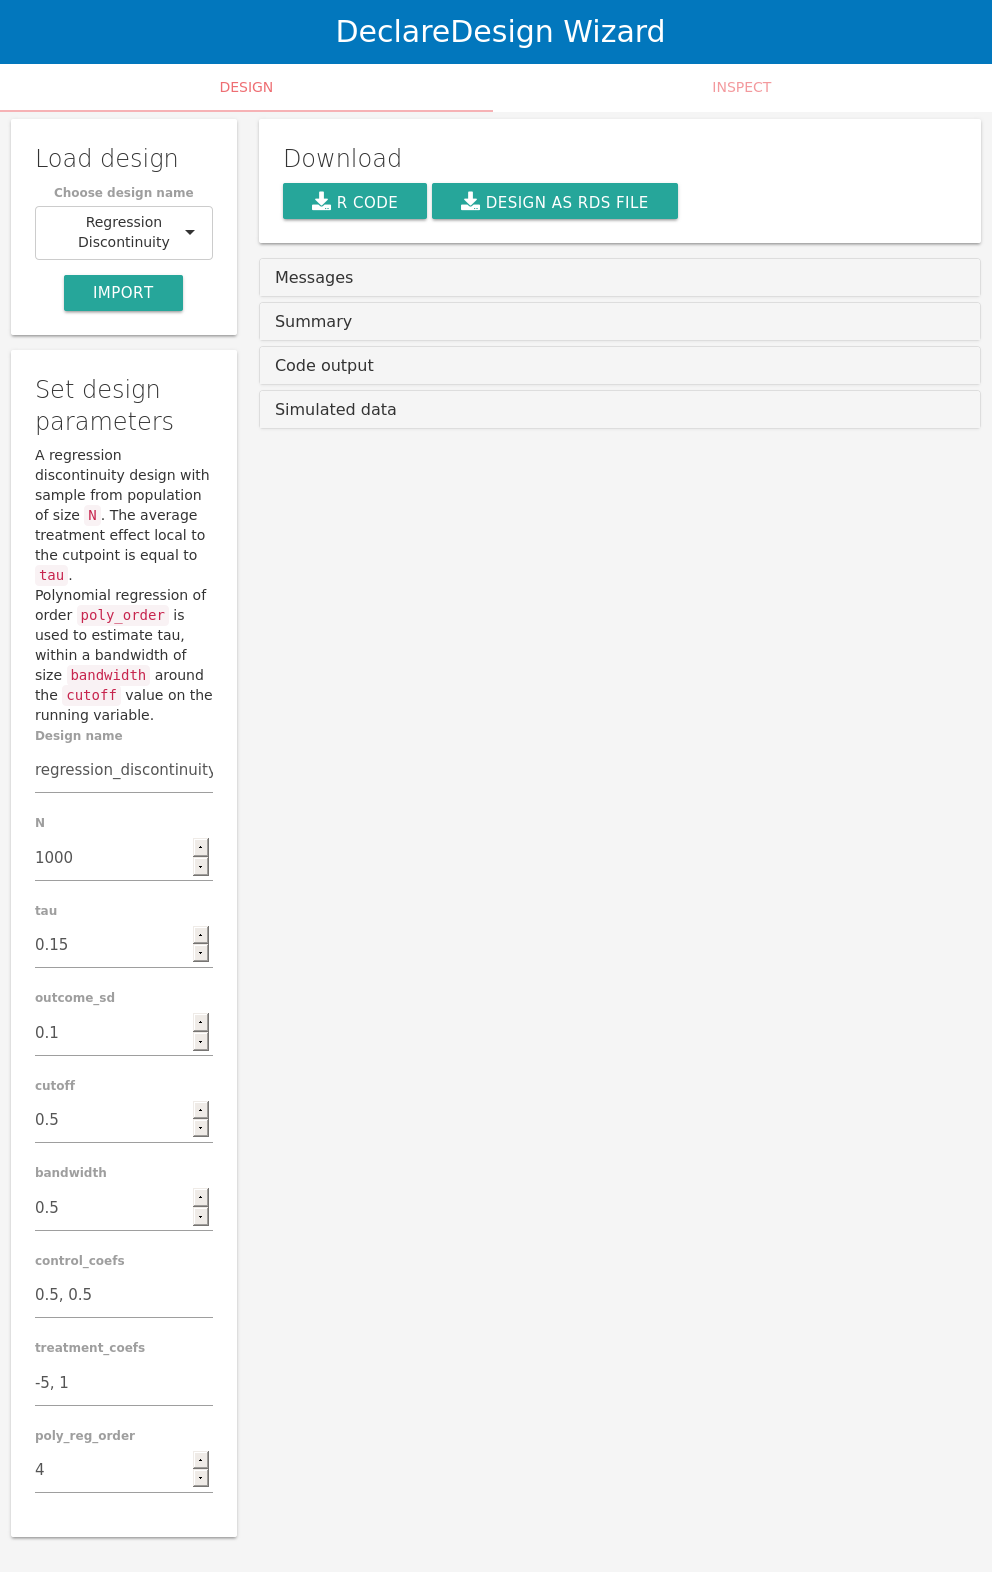 DeclareDesign Wizard
DESIGN
INSPECT
Load design
Choose design name
Regression
Discontinuity
IMPORT
Set design
parameters
A regression
discontinuity design with
sample from population
of size N. The average
treatment effect local to
the cutpoint is equal to
tau.
Polynomial regression of
order poly_order is
used to estimate tau,
within a bandwidth of
size bandwidth around
the cutoff value on the
running variable.
Design name
regression_discontinuity
N
1000
tau
0.15
outcome_sd
0.1
cutoff
0.5
bandwidth
0.5
control_coefs
0.5, 0.5
treatment_coefs
-5, 1
poly_reg_order
4
Download
R CODE
DESIGN AS RDS FILE
Messages
Summary
Code output
Simulated data